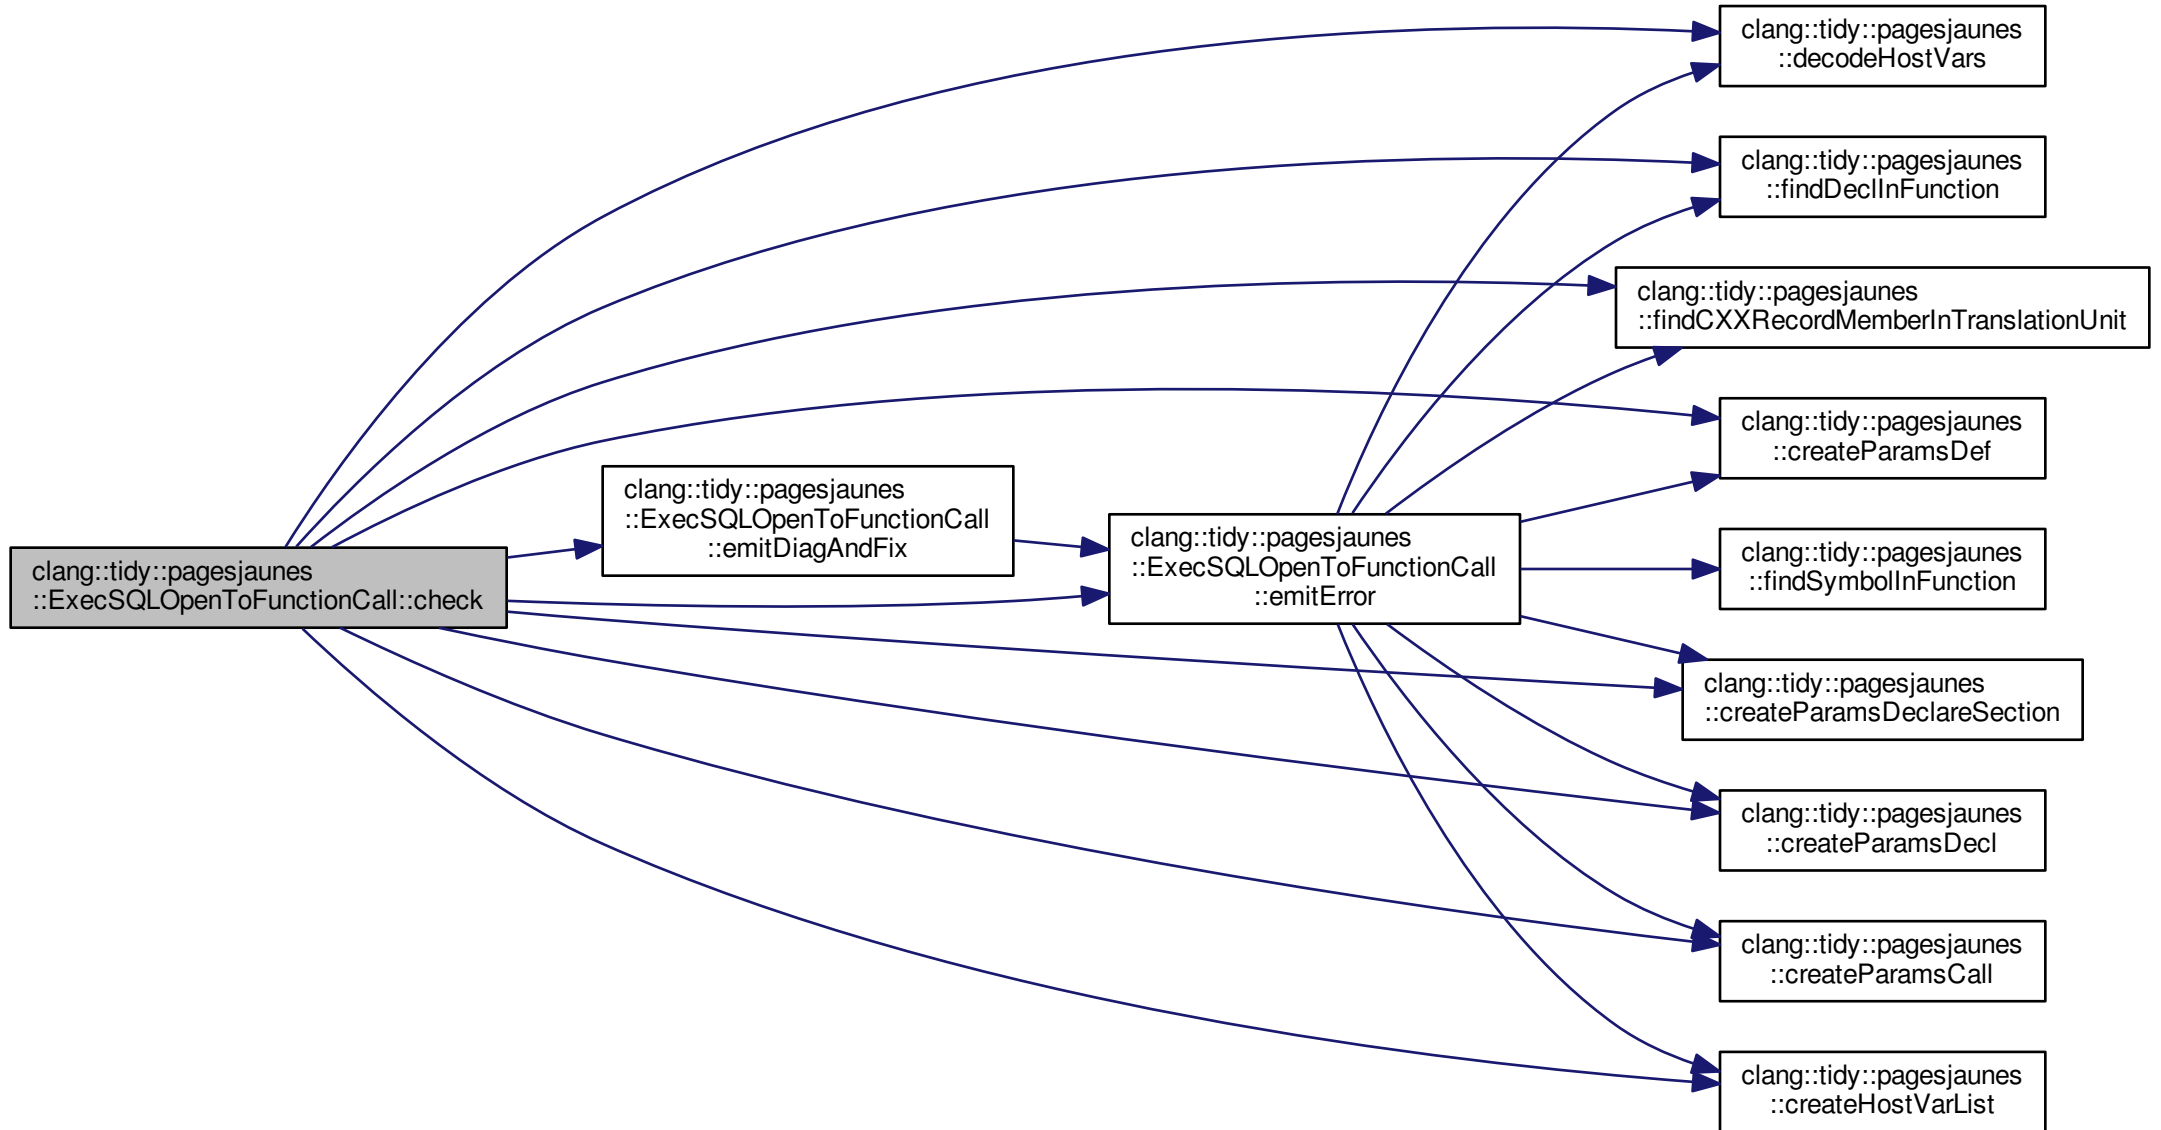 clang::tidy::pagesjaunes
::decodeHostVars
clang::tidy::pagesjaunes
::findDeclInFunction
clang::tidy::pagesjaunes
::findCXXRecordMemberInTranslationUnit
clang::tidy::pagesjaunes
::createParamsDef
clang::tidy::pagesjaunes
::ExecSQLOpenToFunctionCall
::emitDiagAndFix
clang::tidy::pagesjaunes
::ExecSQLOpenToFunctionCall
::emitError
clang::tidy::pagesjaunes
::findSymbolInFunction
clang::tidy::pagesjaunes
::ExecSQLOpenToFunctionCall::check
clang::tidy::pagesjaunes
::createParamsDeclareSection
clang::tidy::pagesjaunes
::createParamsDecl
clang::tidy::pagesjaunes
::createParamsCall
clang::tidy::pagesjaunes
::createHostVarList